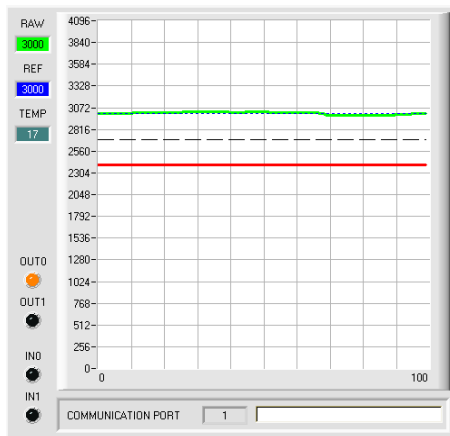 RAW
3000
REF
3000
TEMP
17
OUT0
OUT1
IN0
IN1
4096
3840
3584
3328
3072
2816
2560
2304
2048
1792
1536
1280
1024
768
512
256
0
0 100
COMMUNICATION PORT 1